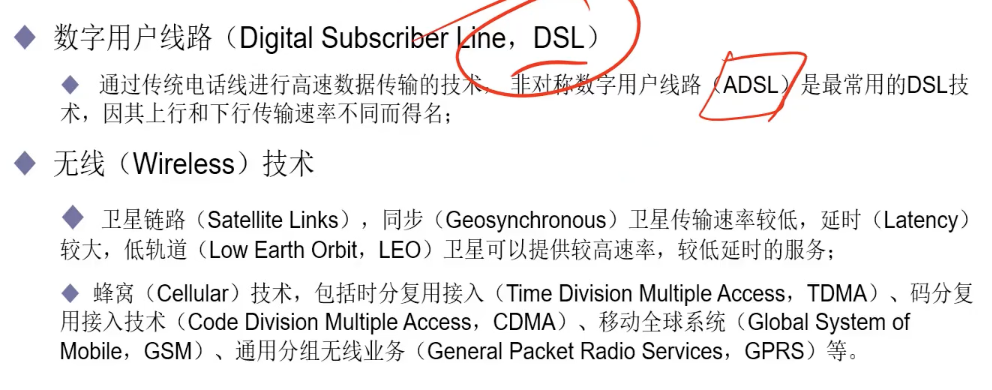 数字用户线路（Digital Subscriber Line，DSL）
通过传统电话线进行高速数据传输的技术，非对称数字用户线路（ADSL）是最常用的DSL技
术，因其上行和下行传输速率不同而得名；
无线（Wireless）技术
卫星链路（Satellite Links），同步（Geosynchronous）卫星传输速率较低，延时（Latency）
较大，低轨道（Low Earth Orbit，LEO）卫星可以提供较高速率，较低延时的服务；
蜂窝（Cellular）技术，包括时分复用接入（Time Division Multiple Access，TDMA）、码分复
用接入技术（Code Division Multiple Access，CDMA）、移动全球系统（Global System of
Mobile，GSM）、通用分组无线业务（General Packet Radio Services，GPRS）等。